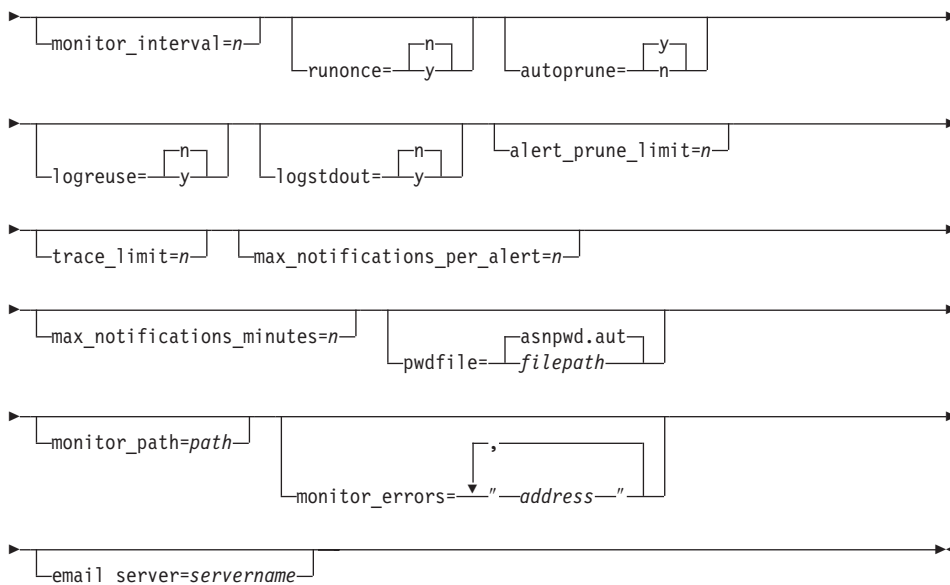 monitor_interval=n runonce= n y autoprune= y n
logreuse= n y logstdout= n y alert_prune_limit=n
trace_limit=n max_notifications_per_alert=n
max_notifications_minutes=n pwdfile= asnpwd.aut filepath
monitor_path=path monitor_errors= , " address "
email_server=servername